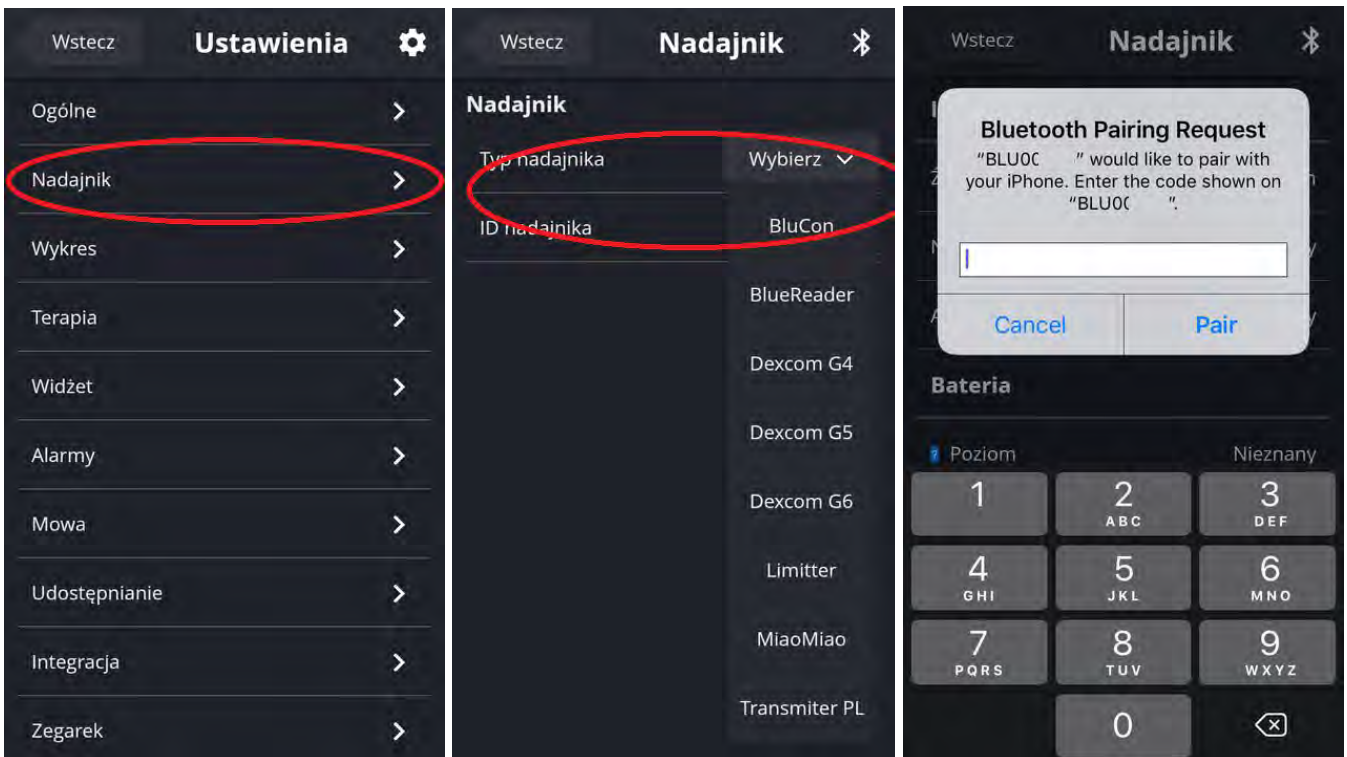 Wstecz Ustawienia
Ogólne
Nadajnik
Wykres
Terapia
Widżet
Alarmy
Mowa
Udostępnianie
Integracja
Zegarek
Wstecz Nadajnik
Nadajnik
Typ nadajnika Wybierz
ID nadajnika BluCon
BlueReader
Dexcom G4
Dexcom G5
Dexcom G6
Limitter
MiaoMiao
Transmiter PL
Wstecz Nadajnik
Bluetooth Pairing Request
"BLU00 " would like to pair with
your iPhone. Enter the code shown on
"BLU00 ".
Cancel Pair
Bateria
? Poziom Nieznany
1 2 3
ABC DEF
4 5 6
GHI JKL MNO
7 8 9
PQRS TUV WXYZ
0